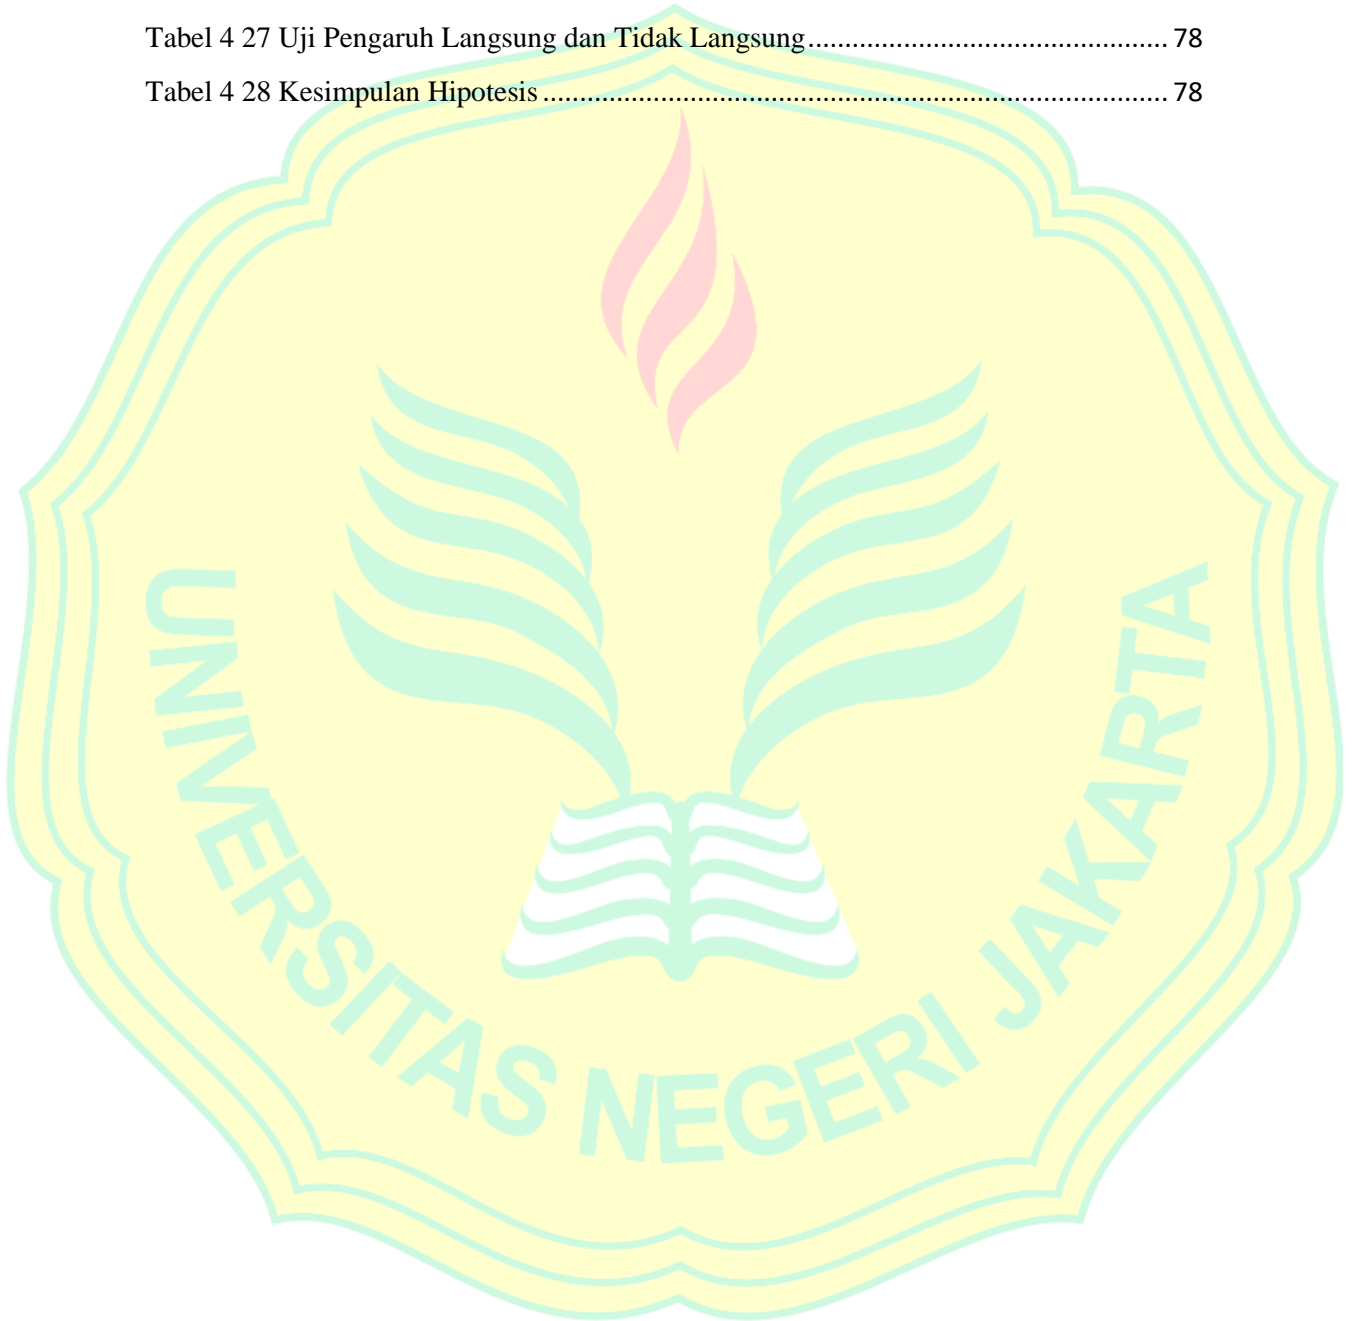 Tabel 4 27 Uji Pengaruh Langsung dan Tidak Langsung................................................ 78
Tabel 4 28 Kesimpulan Hipotesis.................................................................................... 78
UNIVERSITAS NEGERI JAKARTA